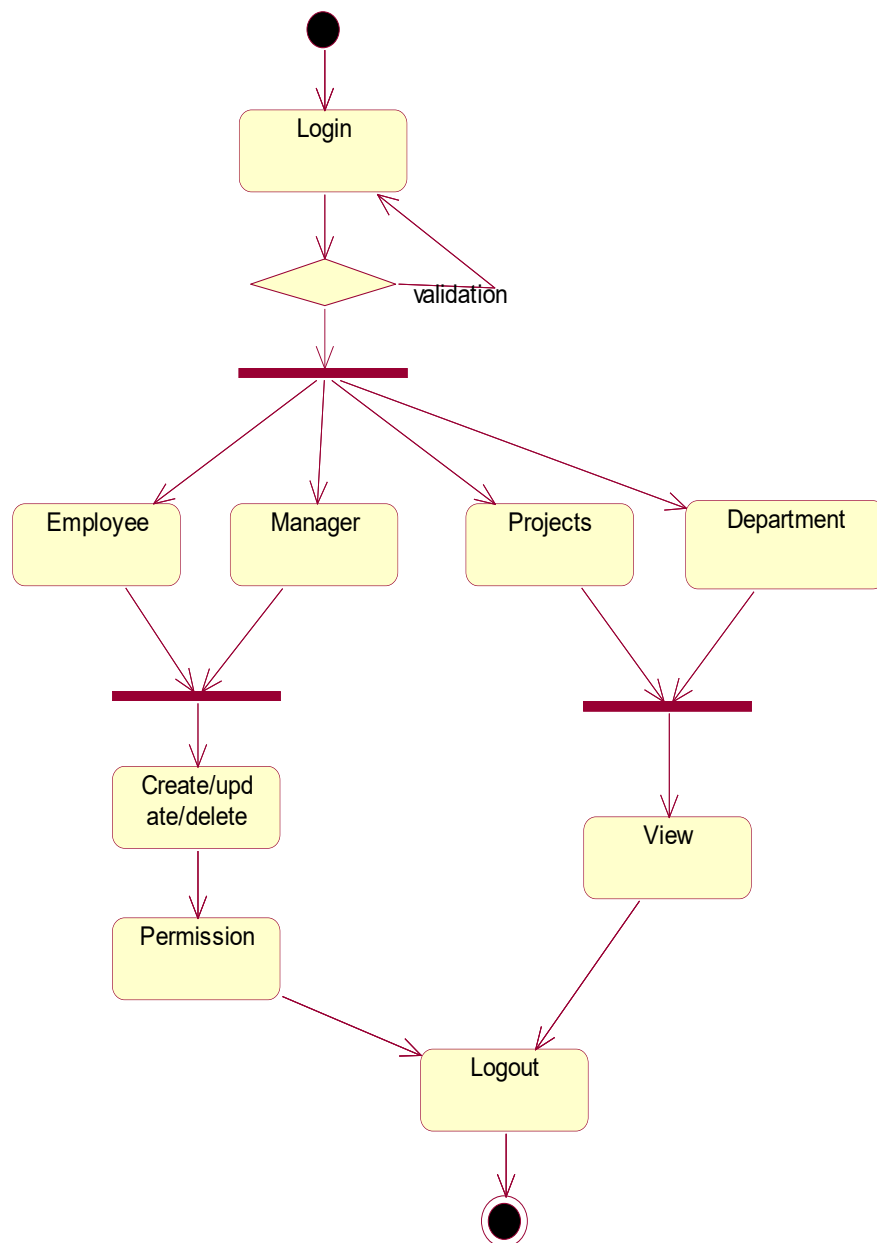 Login
validation
Employee
Manager
Projects
Department
Create/upd
ate/delete
View
Permission
Logout